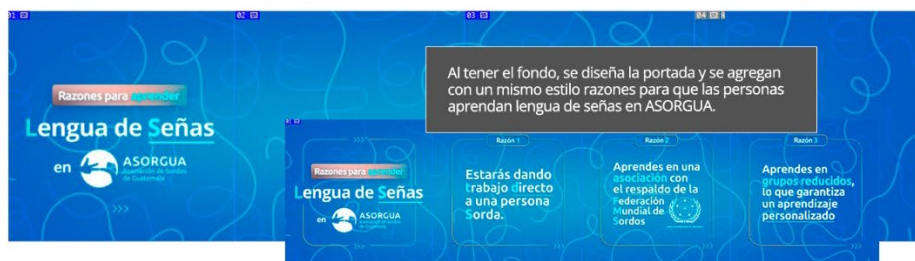 01
02
03
04
Razones para aprender
Lengua de Señas
en ASORGUA
Asociación de Sordos
de Guatemala
>>>
Al tener el fondo, se diseña la portada y se agregan
con un mismo estilo razones para que las personas
aprendan lengua de señas en ASORGUA.
Razones para aprender
Lengua de Señas
en ASORGUA
>>>
Razón 1
Estarás dando
trabajo directo
a una persona
Sorda.
>>>
Razón 2
Aprendes en una
asociación con
el respaldo de la
Federación
Mundial de
Sordos
>>>
Razón 3
Aprendes en
grupos reducidos,
lo que garantiza
un aprendizaje
personalizado
>>>